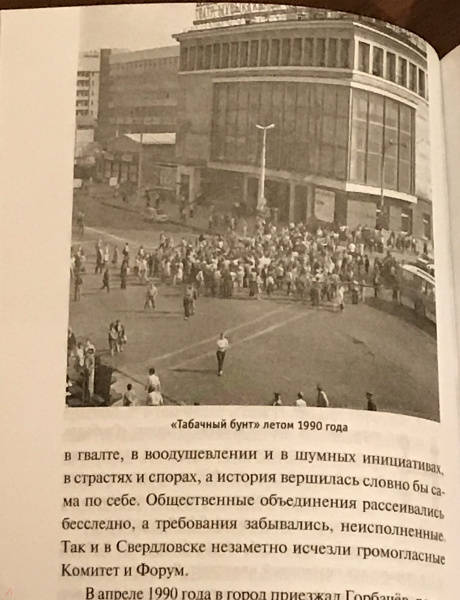 «Табачный бунт» летом 1990 года
в гвалте, в воодушевлении и в шумных инициативах,
в страстях и спорах, а история вершилась словно бы са-
ма по себе. Общественные объединения рассеивались
бесследно, а требования забывались, неисполненные.
Так и в Свердловске незаметно исчезли громогласные
Комитет и Форум.
В апреле 1990 года в город приезжал Горбачёв,